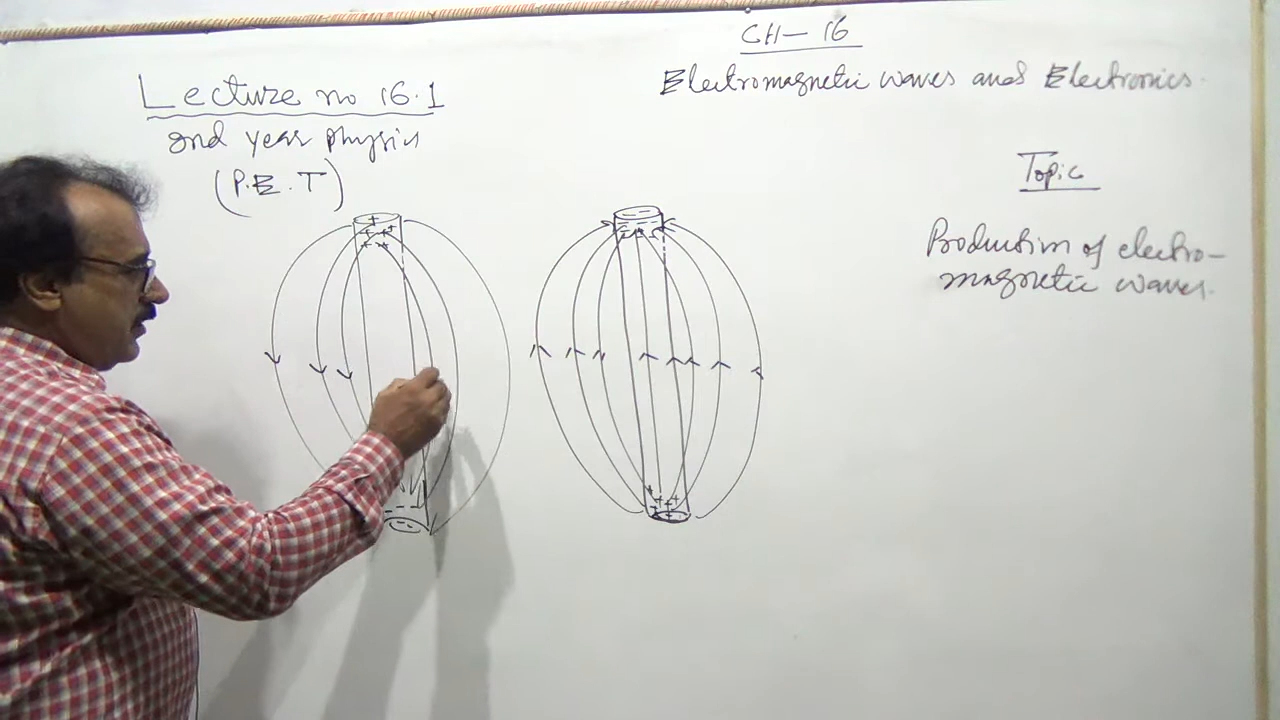 CH-16
Electromagnetic waves and Electronics.
Lecture no 16.1
2nd year physics
(P.E.T)
Topic
Production of electro-
magnetic waves.